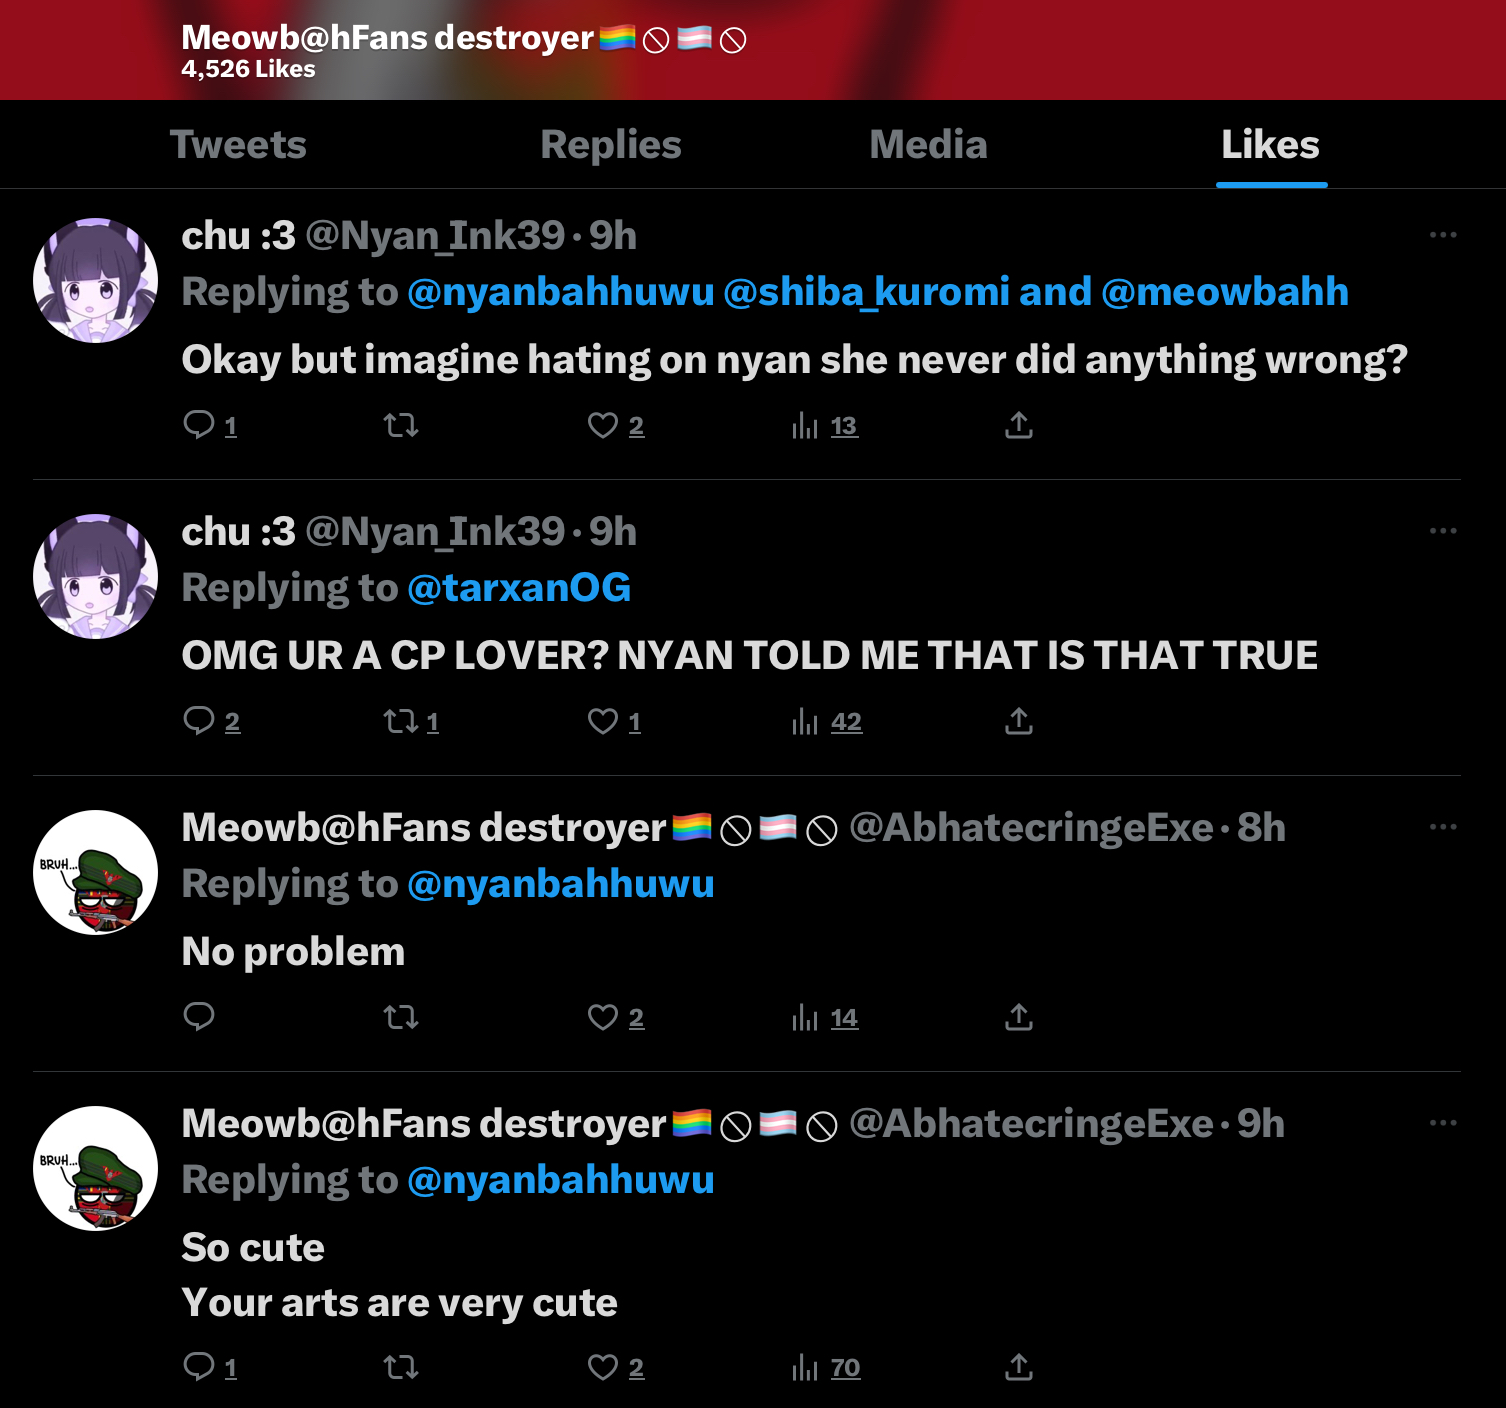 Meowb@hFans destroyer🏳️‍🌈🚫🏳️‍⚧️🚫
4,526 Likes
Tweets Replies Media Likes
chu :3 @Nyan_Ink39 · 9h
Replying to @nyanbahhuwu @shiba_kuromi and @meowbahh
Okay but imagine hating on nyan she never did anything wrong?
1 2 13
chu :3 @Nyan_Ink39 · 9h
Replying to @tarxanOG
OMG UR A CP LOVER? NYAN TOLD ME THAT IS THAT TRUE
2 1 1 42
Meowb@hFans destroyer🏳️‍🌈🚫🏳️‍⚧️🚫 @AbhatecringeExe · 8h
BRUH...
Replying to @nyanbahhuwu
No problem
2 14
Meowb@hFans destroyer🏳️‍🌈🚫🏳️‍⚧️🚫 @AbhatecringeExe · 9h
BRUH...
Replying to @nyanbahhuwu
So cute
Your arts are very cute
1 2 70